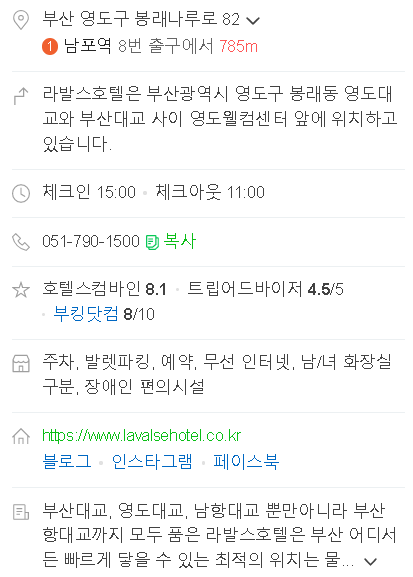 부산 영도구 봉래나루로 82
1 남포역 8번 출구에서 785m
라발스호텔은 부산광역시 영도구 봉래동 영도대
교와 부산대교 사이 영도웰컴센터 앞에 위치하고
있습니다.
체크인 15:00 · 체크아웃 11:00
051-790-1500 복사
호텔스컴바인 8.1 · 트립어드바이저 4.5/5
· 부킹닷컴 8/10
주차, 발렛파킹, 예약, 무선 인터넷, 남/녀 화장실
구분, 장애인 편의시설
https://www.lavalsehotel.co.kr
블로그 · 인스타그램 · 페이스북
부산대교, 영도대교, 남항대교 뿐만아니라 부산
항대교까지 모두 품은 라발스호텔은 부산 어디서
든 빠르게 닿을 수 있는 최적의 위치는 물...